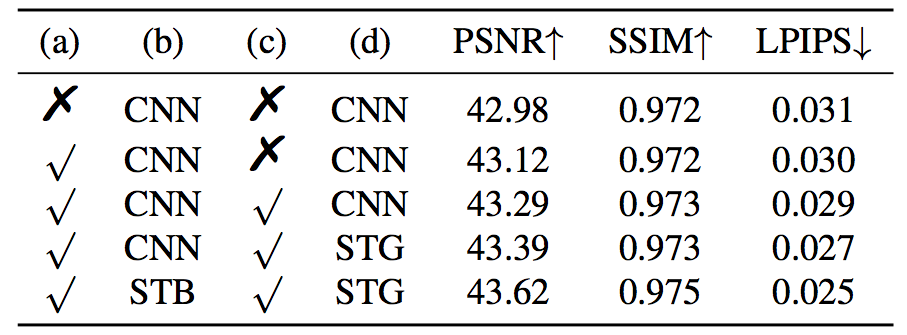 (a) (b) (c) (d) PSNR↑ SSIM↑ LPIPS↓
✗ CNN ✗ CNN 42.98 0.972 0.031
√ CNN ✗ CNN 43.12 0.972 0.030
√ CNN √ CNN 43.29 0.973 0.029
√ CNN √ STG 43.39 0.973 0.027
√ STB √ STG 43.62 0.975 0.025